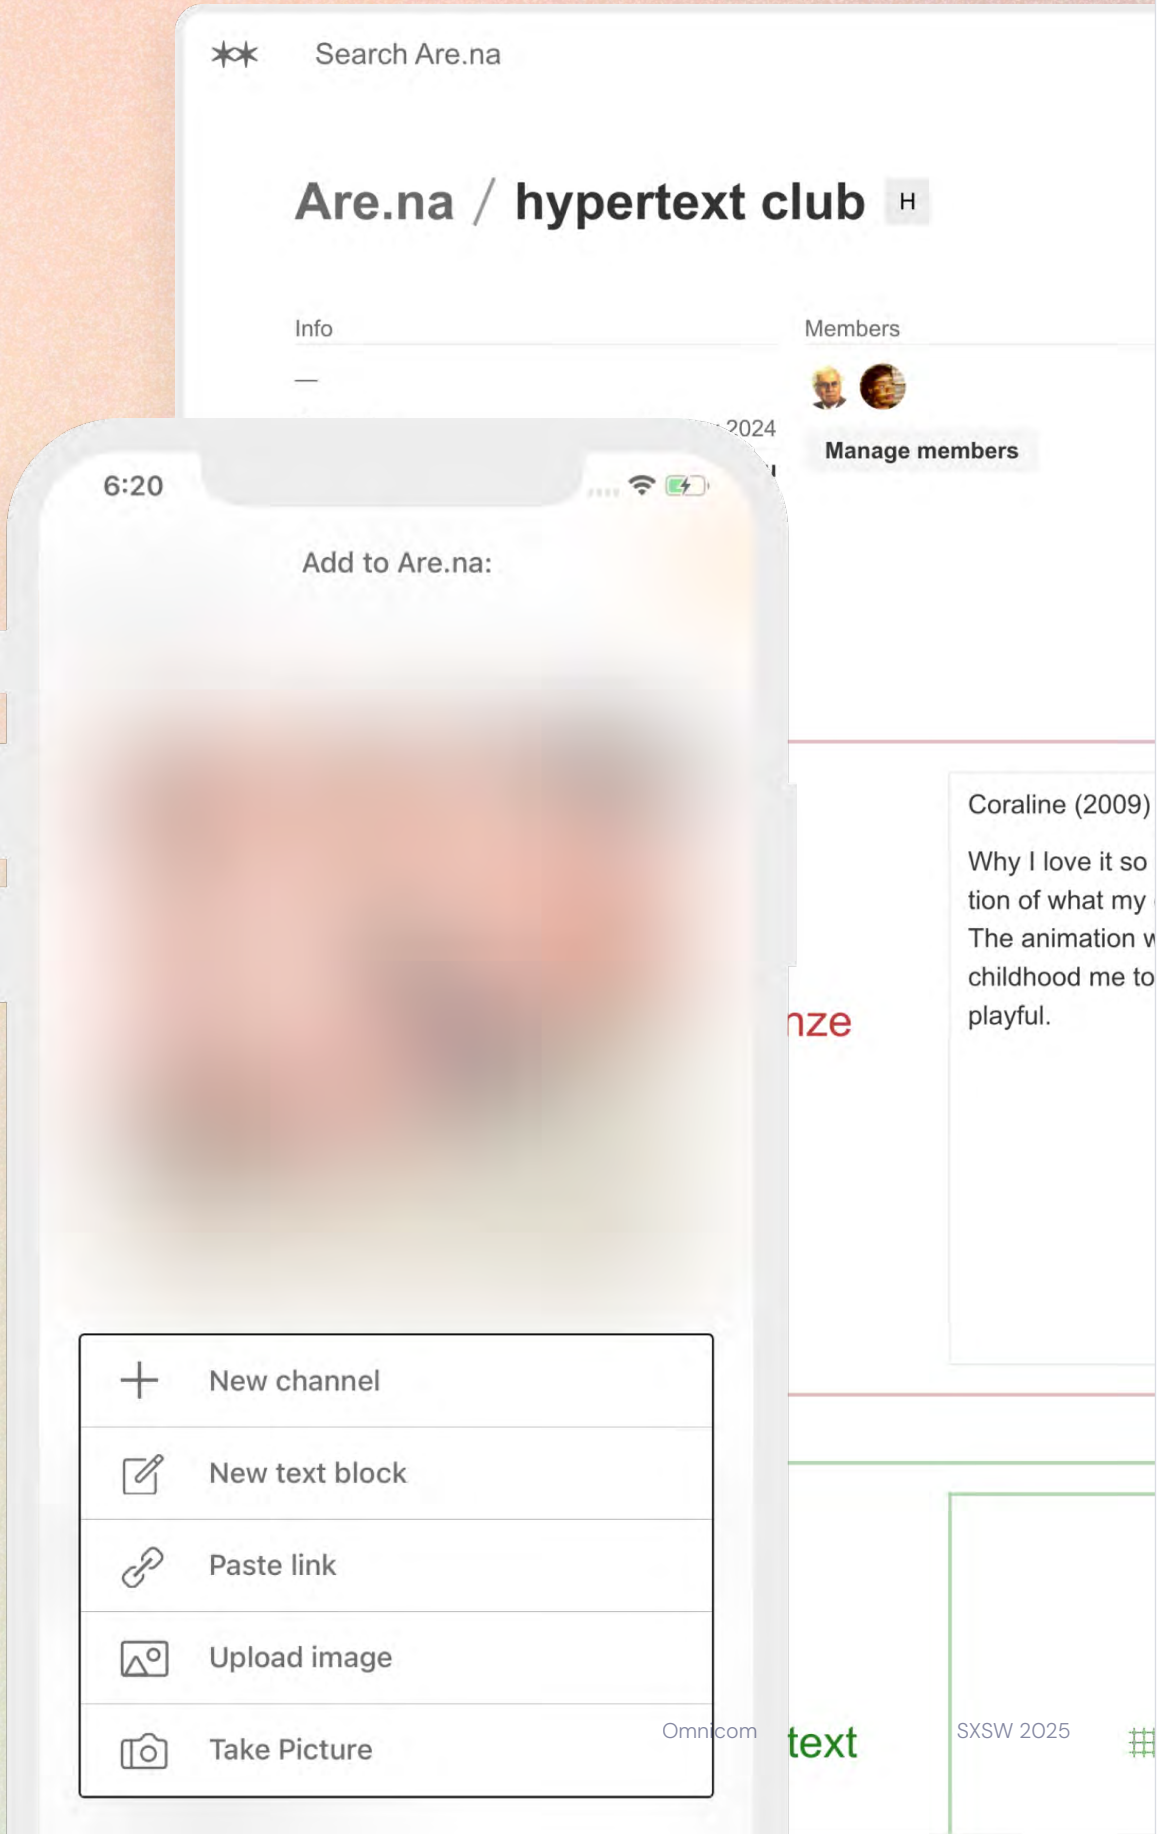 Search Are.na
Are.na / hypertext club H
Info
Members
—
2024
Manage members
6:20
Add to Are.na:
Coraline (2009)
Why I love it so
tion of what my
The animation w
childhood me to
playful.
nze
New channel
New text block
Paste link
Upload image
Take Picture
Omnicom
text
SXSW 2025